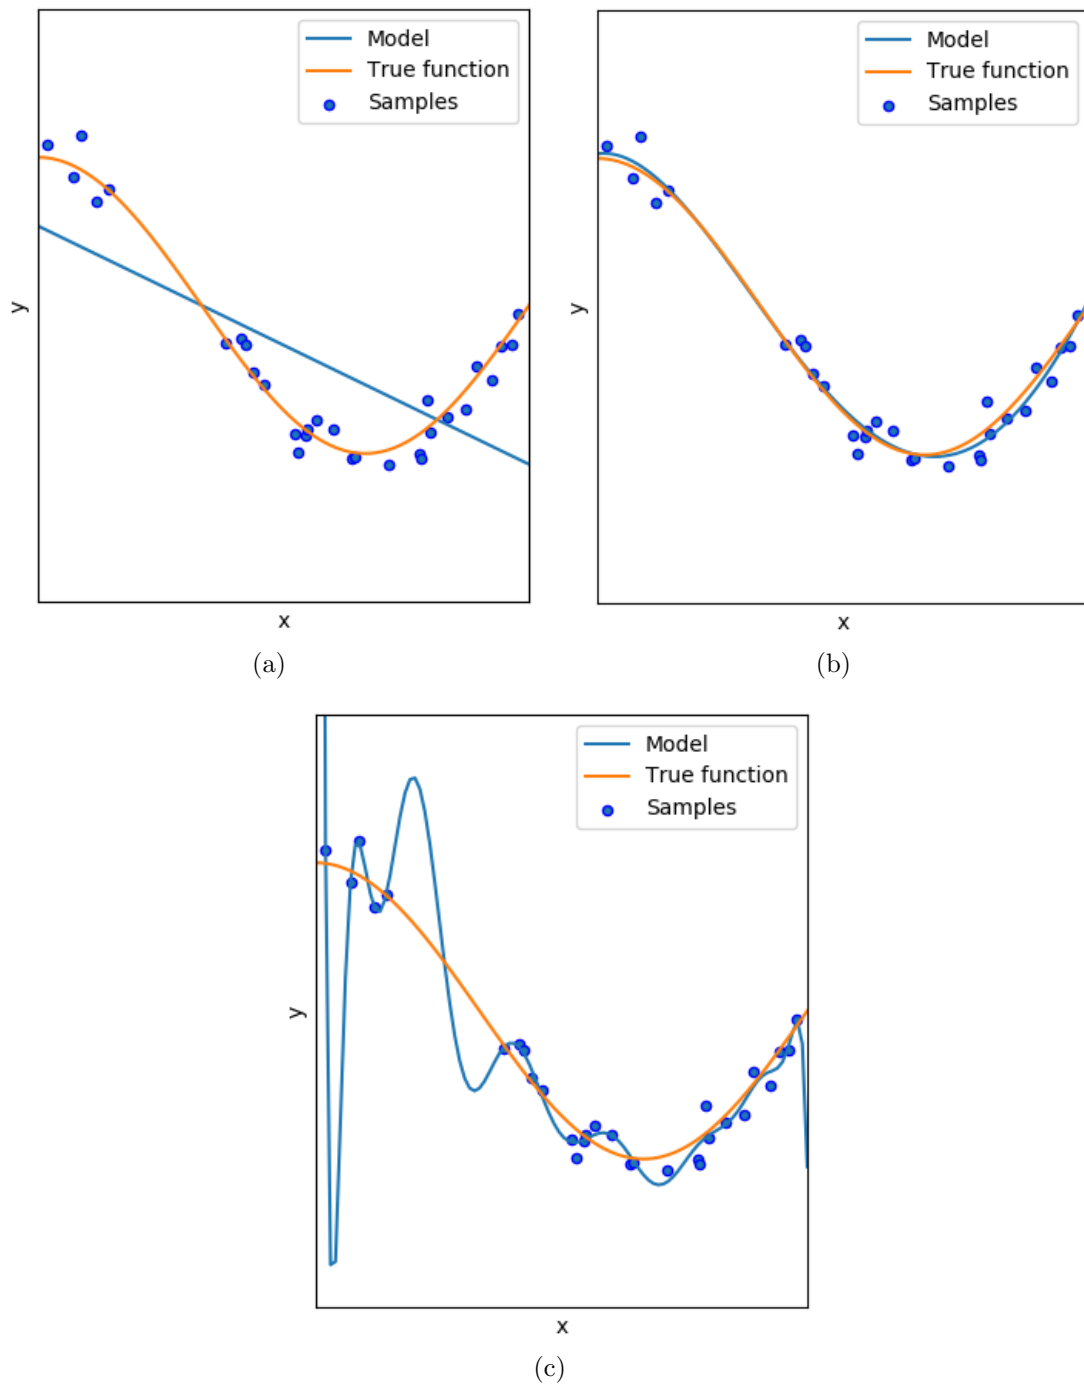 Model
True function
Samples
y
x
(a)
Model
True function
Samples
y
x
(b)
Model
True function
Samples
y
x
(c)